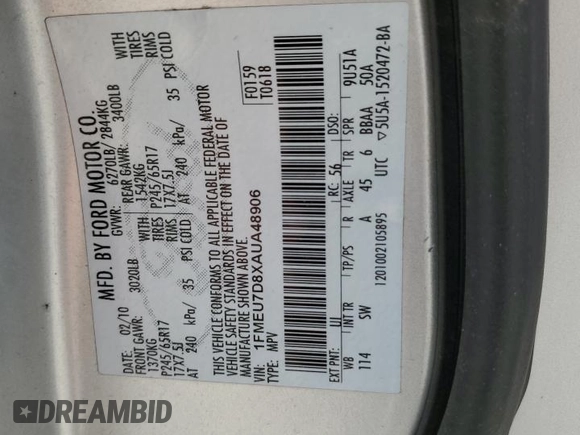 MFD. BY FORD MOTOR CO.
DATE: 02/10 GVWR: 6270LB/ 2844KG
FRONT GAWR: 3020LB REAR GAWR: 3400LB WITH
1370KG 1542KG TIRES
P245/65R17 TIRES P245/65R17 RIMS
17X7.5J RIMS 17X7.5J
AT 240 kPa/ 35 PSI COLD AT 240 kPa/ 35 PSI COLD
THIS VEHICLE CONFORMS TO ALL APPLICABLE FEDERAL MOTOR
VEHICLE SAFETY STANDARDS IN EFFECT ON THE DATE OF
MANUFACTURE SHOWN ABOVE.
VIN: 1FMEU7D8XAUA48906
TYPE: MPV
F0159
T0618
EXT PNT: UI RC: 56 DSO:
WB INT TR TP/PS R AXLE TR SPR 9U51A
114 SW A 45 6 BBAA 50A
1201002105895 UTC ▽5U5A-1520472-BA
DREAMBID